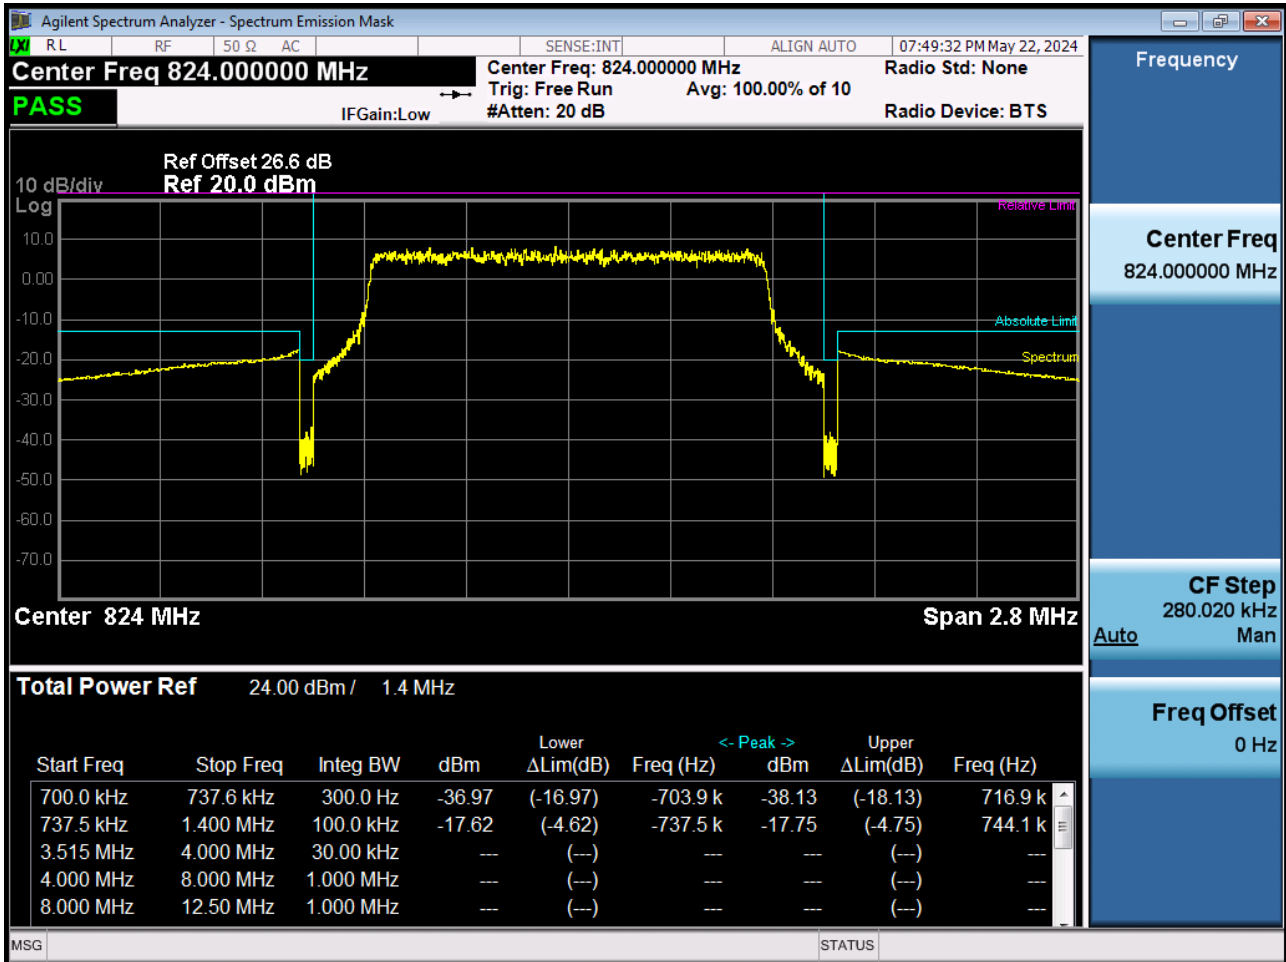 Agilent Spectrum Analyzer - Spectrum Emission Mask
LXI RL RF 50 Ω AC SENSE:INT ALIGN AUTO 07:49:32 PM May 22, 2024
Center Freq 824.000000 MHz
PASS
IFGain:Low
Center Freq: 824.000000 MHz
Trig: Free Run Avg: 100.00% of 10
#Atten: 20 dB
Radio Std: None
Radio Device: BTS
Ref Offset 26.6 dB
10 dB/div Ref 20.0 dBm
Log
Relative Limit
10.0
0.00
-10.0
Absolute Limit
-20.0
Spectrum
-30.0
-40.0
-50.0
-60.0
-70.0
Center 824 MHz Span 2.8 MHz
Total Power Ref 24.00 dBm / 1.4 MHz
Lower <- Peak -> Upper
Start Freq Stop Freq Integ BW dBm ΔLim(dB) Freq (Hz) dBm ΔLim(dB) Freq (Hz)
700.0 kHz 737.6 kHz 300.0 Hz -36.97 (-16.97) -703.9 k -38.13 (-18.13) 716.9 k
737.5 kHz 1.400 MHz 100.0 kHz -17.62 (-4.62) -737.5 k -17.75 (-4.75) 744.1 k
3.515 MHz 4.000 MHz 30.00 kHz --- (---) --- --- (---) ---
4.000 MHz 8.000 MHz 1.000 MHz --- (---) --- --- (---) ---
8.000 MHz 12.50 MHz 1.000 MHz --- (---) --- --- (---) ---
MSG STATUS
Frequency
Center Freq
824.000000 MHz
CF Step
280.020 kHz
Auto Man
Freq Offset
0 Hz